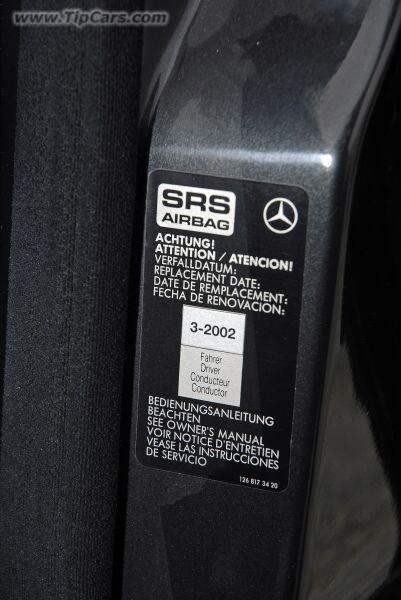 www.TipCars.com
SRS
AIRBAG
ACHTUNG!
ATTENTION / ATENCION!
VERFALLDATUM:
REPLACEMENT DATE:
DATE DE REMPLACEMENT:
FECHA DE RENOVACION:
3-2002
Fahrer
Driver
Conducteur
Conductor
BEDIENUNGSANLEITUNG
BEACHTEN
SEE OWNER'S MANUAL
VOIR NOTICE D'ENTRETIEN
VEASE LAS INSTRUCCIONES
DE SERVICIO
126 817 34 20